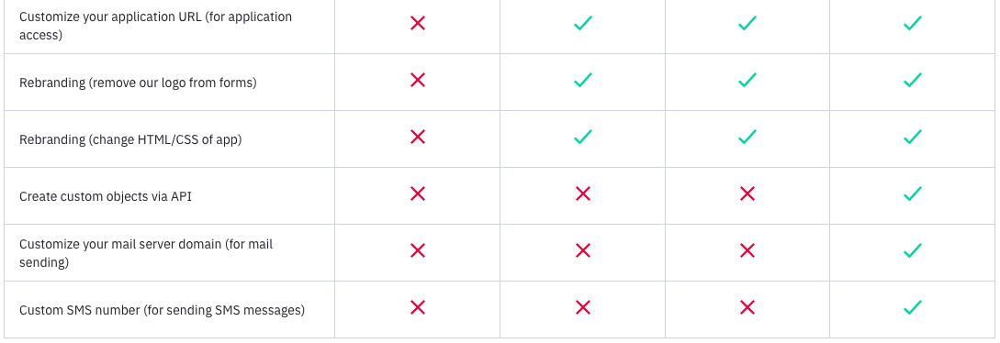 Customize your application URL (for application
access)
Rebranding (remove our logo from forms)
Rebranding (change HTML/CSS of app)
Create custom objects via API
Customize your mail server domain (for mail
sending)
Custom SMS number (for sending SMS messages)